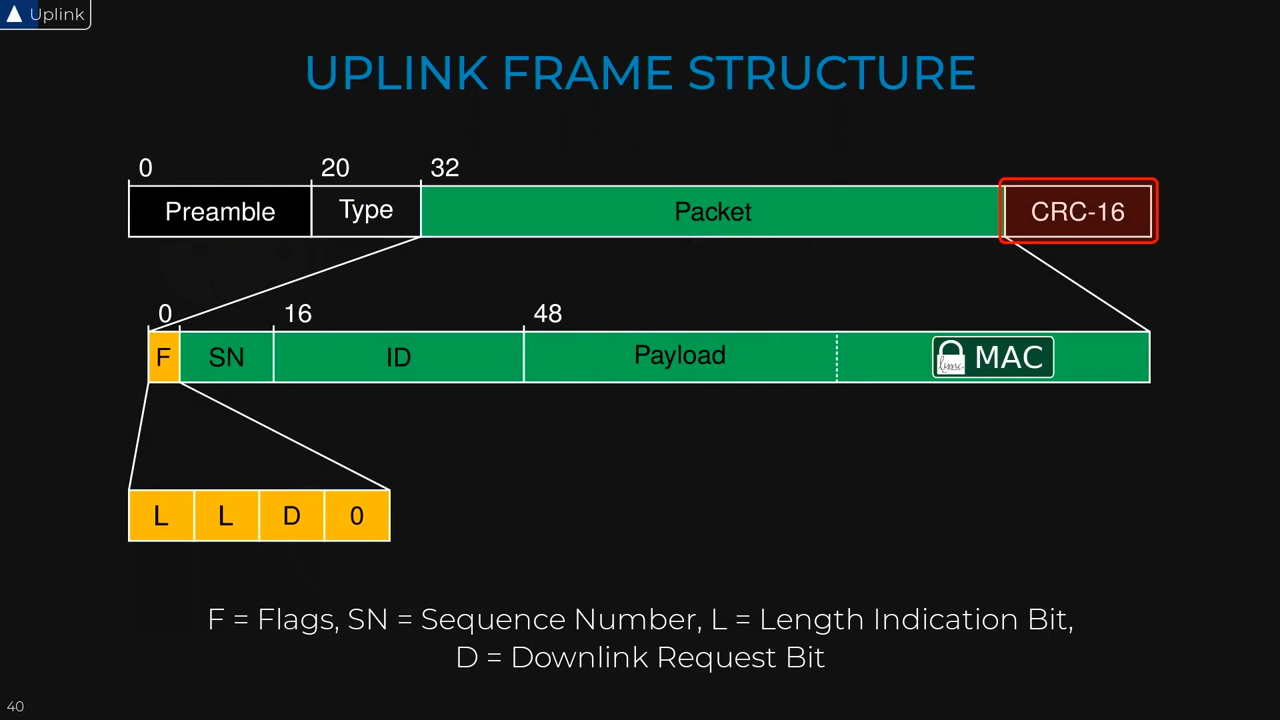 Uplink
UPLINK FRAME STRUCTURE
0 20 32
Preamble Type Packet CRC-16
0 16 48
F SN ID Payload MAC
L L D 0
F = Flags, SN = Sequence Number, L = Length Indication Bit,
D = Downlink Request Bit
40